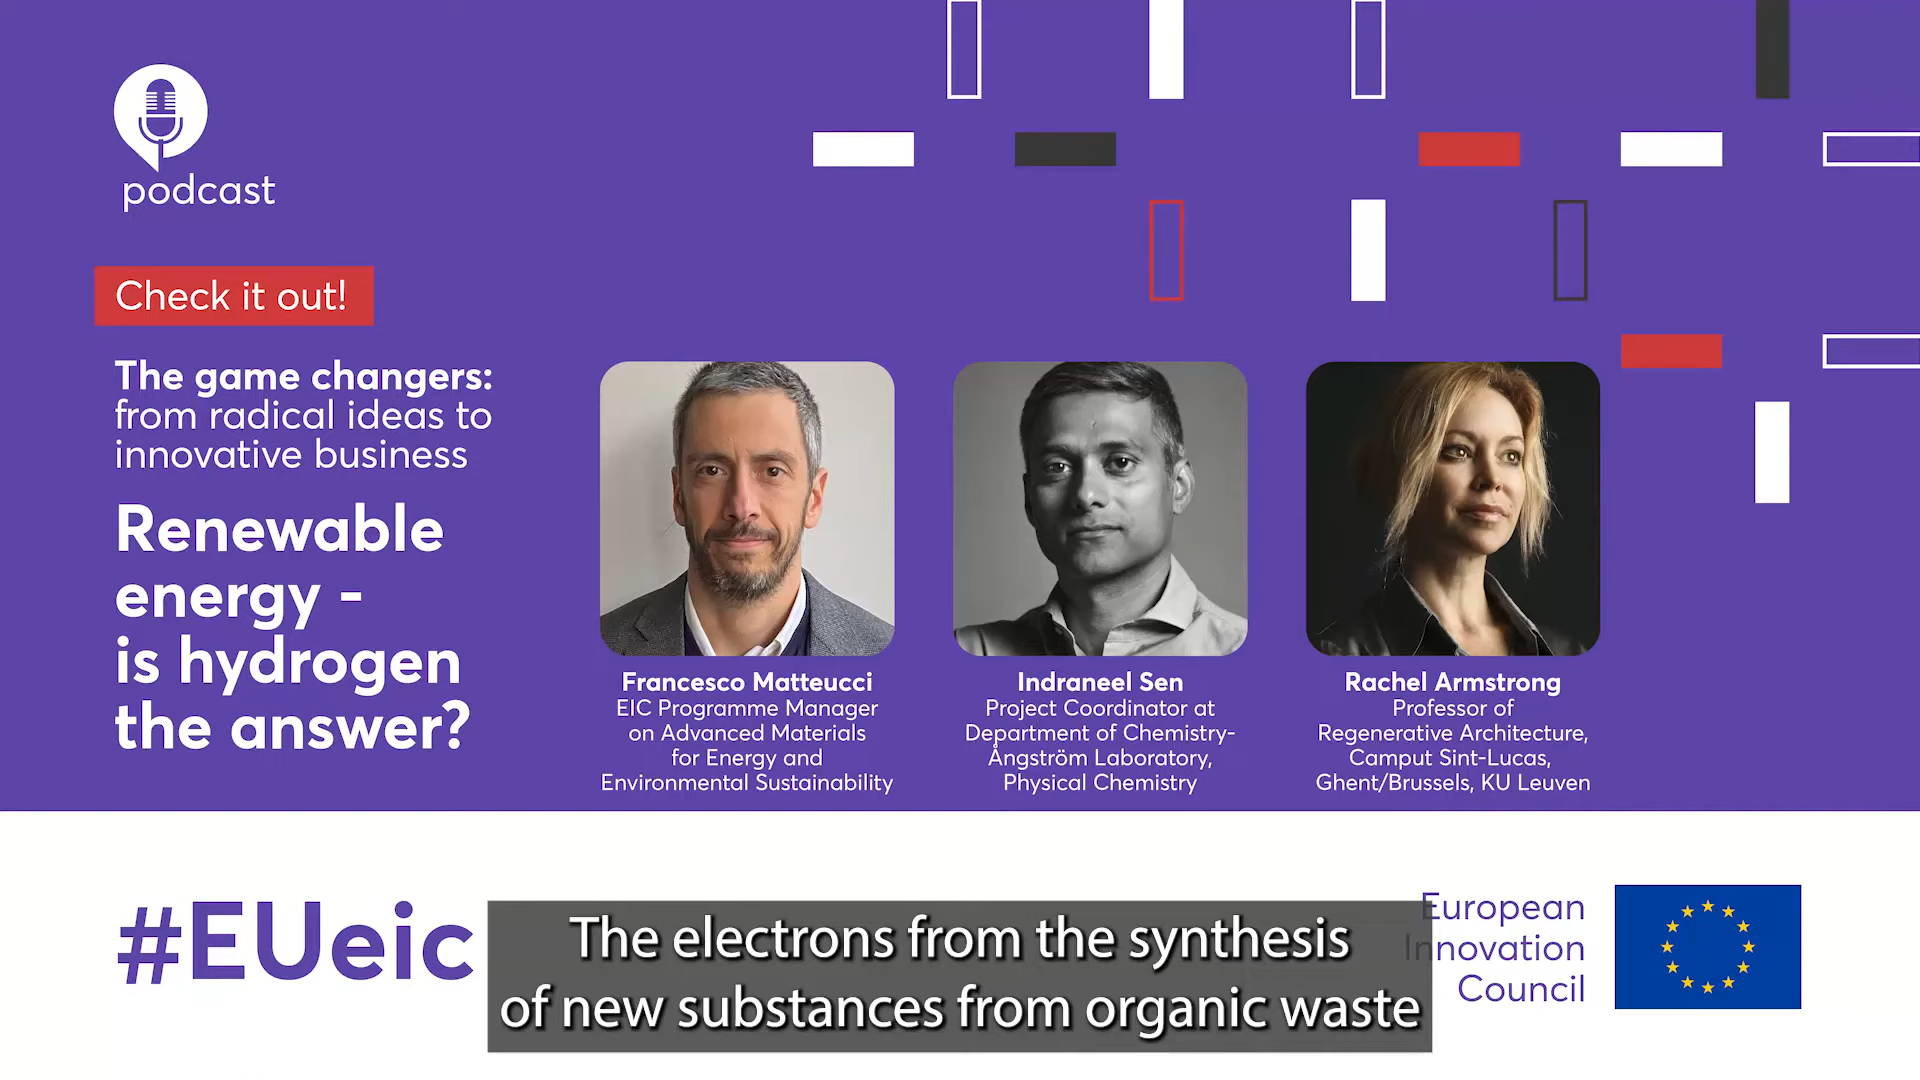 podcast
Check it out!
The game changers:
from radical ideas to
innovative business
Renewable
energy -
is hydrogen
the answer?
Francesco Matteucci
EIC Programme Manager
on Advanced Materials
for Energy and
Environmental Sustainability
Indraneel Sen
Project Coordinator at
Department of Chemistry-
Ångström Laboratory,
Physical Chemistry
Rachel Armstrong
Professor of
Regenerative Architecture,
Camput Sint-Lucas,
Ghent/Brussels, KU Leuven
#EUeic
The electrons from the synthesis
of new substances from organic waste
European
Innovation
Council